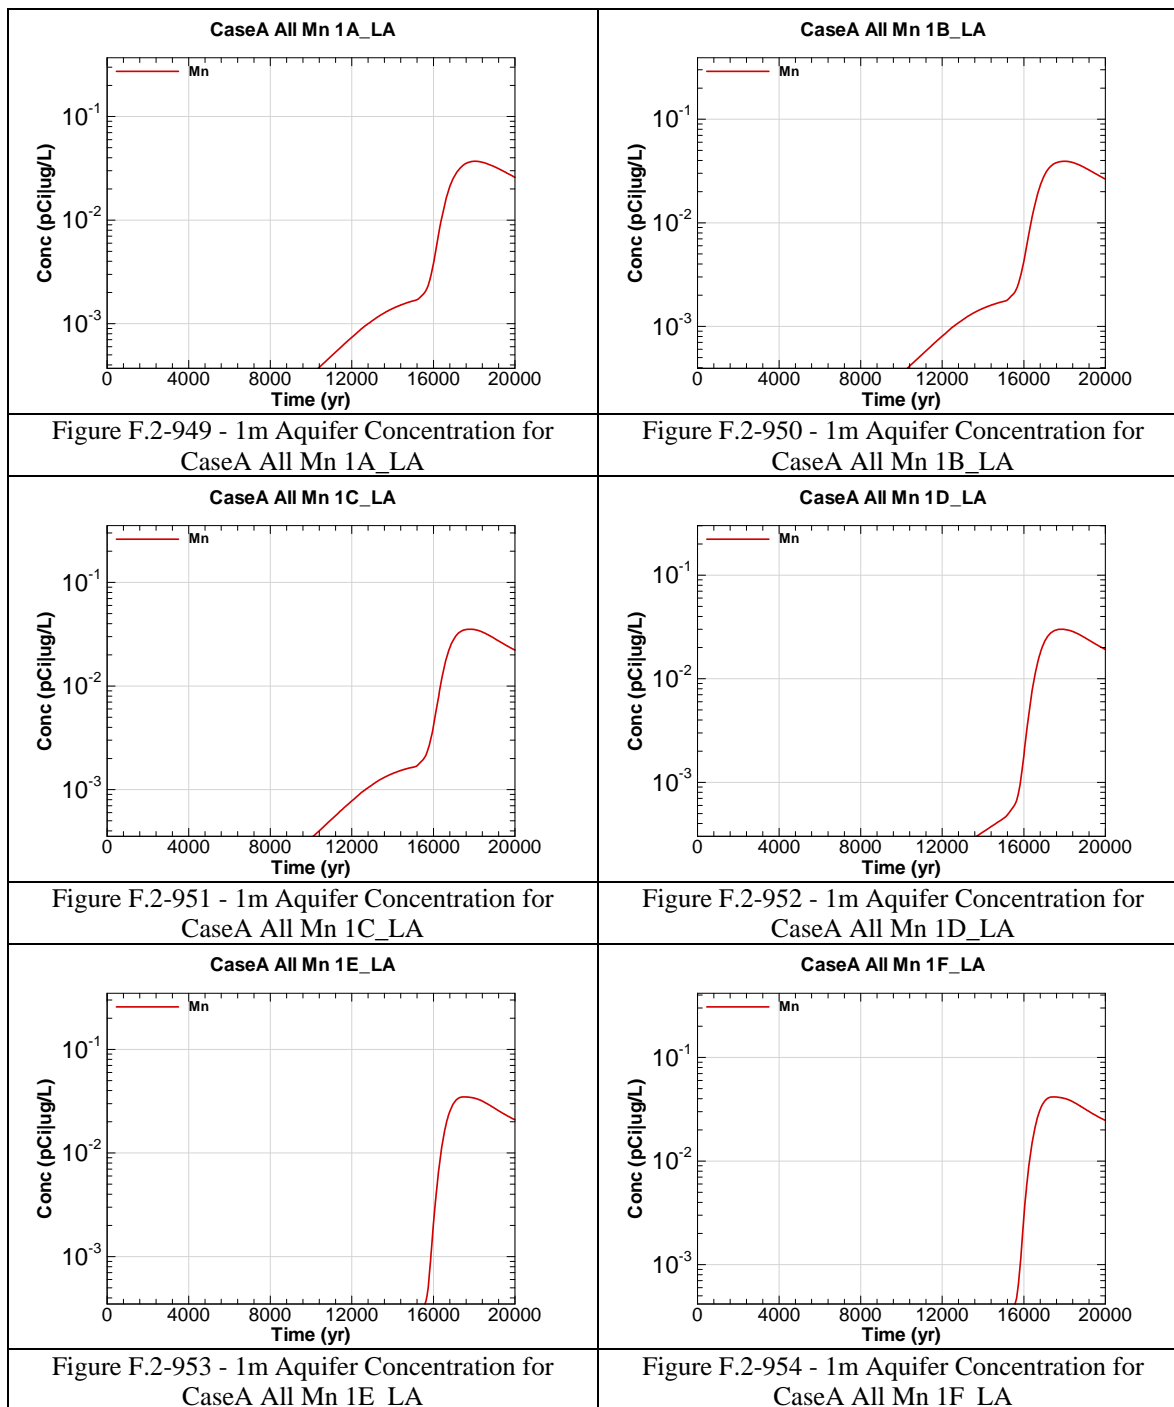 CaseA All Mn 1A_LA
Mn
10-1
10-2
10-3
Conc (pCi|ug/L)
0 4000 8000 12000 16000 20000
Time (yr)
Figure F.2-949 - 1m Aquifer Concentration for
CaseA All Mn 1A_LA
CaseA All Mn 1B_LA
Mn
10-1
10-2
10-3
Conc (pCi|ug/L)
0 4000 8000 12000 16000 20000
Time (yr)
Figure F.2-950 - 1m Aquifer Concentration for
CaseA All Mn 1B_LA
CaseA All Mn 1C_LA
Mn
10-1
10-2
10-3
Conc (pCi|ug/L)
0 4000 8000 12000 16000 20000
Time (yr)
Figure F.2-951 - 1m Aquifer Concentration for
CaseA All Mn 1C_LA
CaseA All Mn 1D_LA
Mn
10-1
10-2
10-3
Conc (pCi|ug/L)
0 4000 8000 12000 16000 20000
Time (yr)
Figure F.2-952 - 1m Aquifer Concentration for
CaseA All Mn 1D_LA
CaseA All Mn 1E_LA
Mn
10-1
10-2
10-3
Conc (pCi|ug/L)
0 4000 8000 12000 16000 20000
Time (yr)
Figure F.2-953 - 1m Aquifer Concentration for
CaseA All Mn 1E_LA
CaseA All Mn 1F_LA
Mn
10-1
10-2
10-3
Conc (pCi|ug/L)
0 4000 8000 12000 16000 20000
Time (yr)
Figure F.2-954 - 1m Aquifer Concentration for
CaseA All Mn 1F_LA